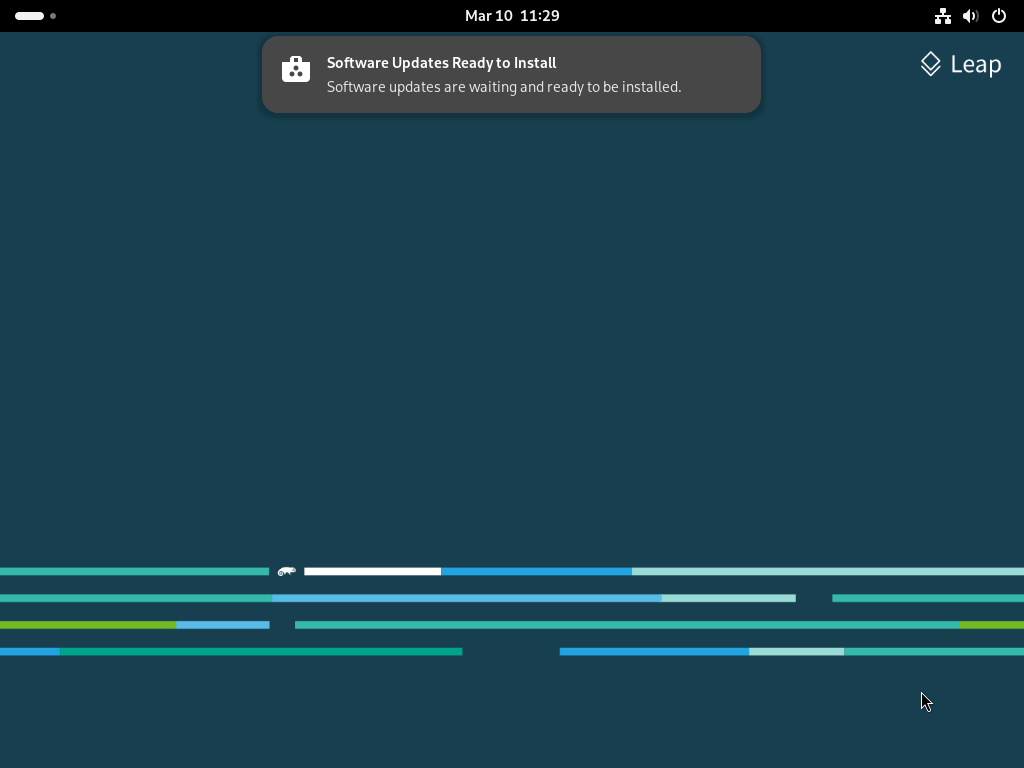 Mar 10 11:29
Software Updates Ready to Install
Software updates are waiting and ready to be installed.
Leap